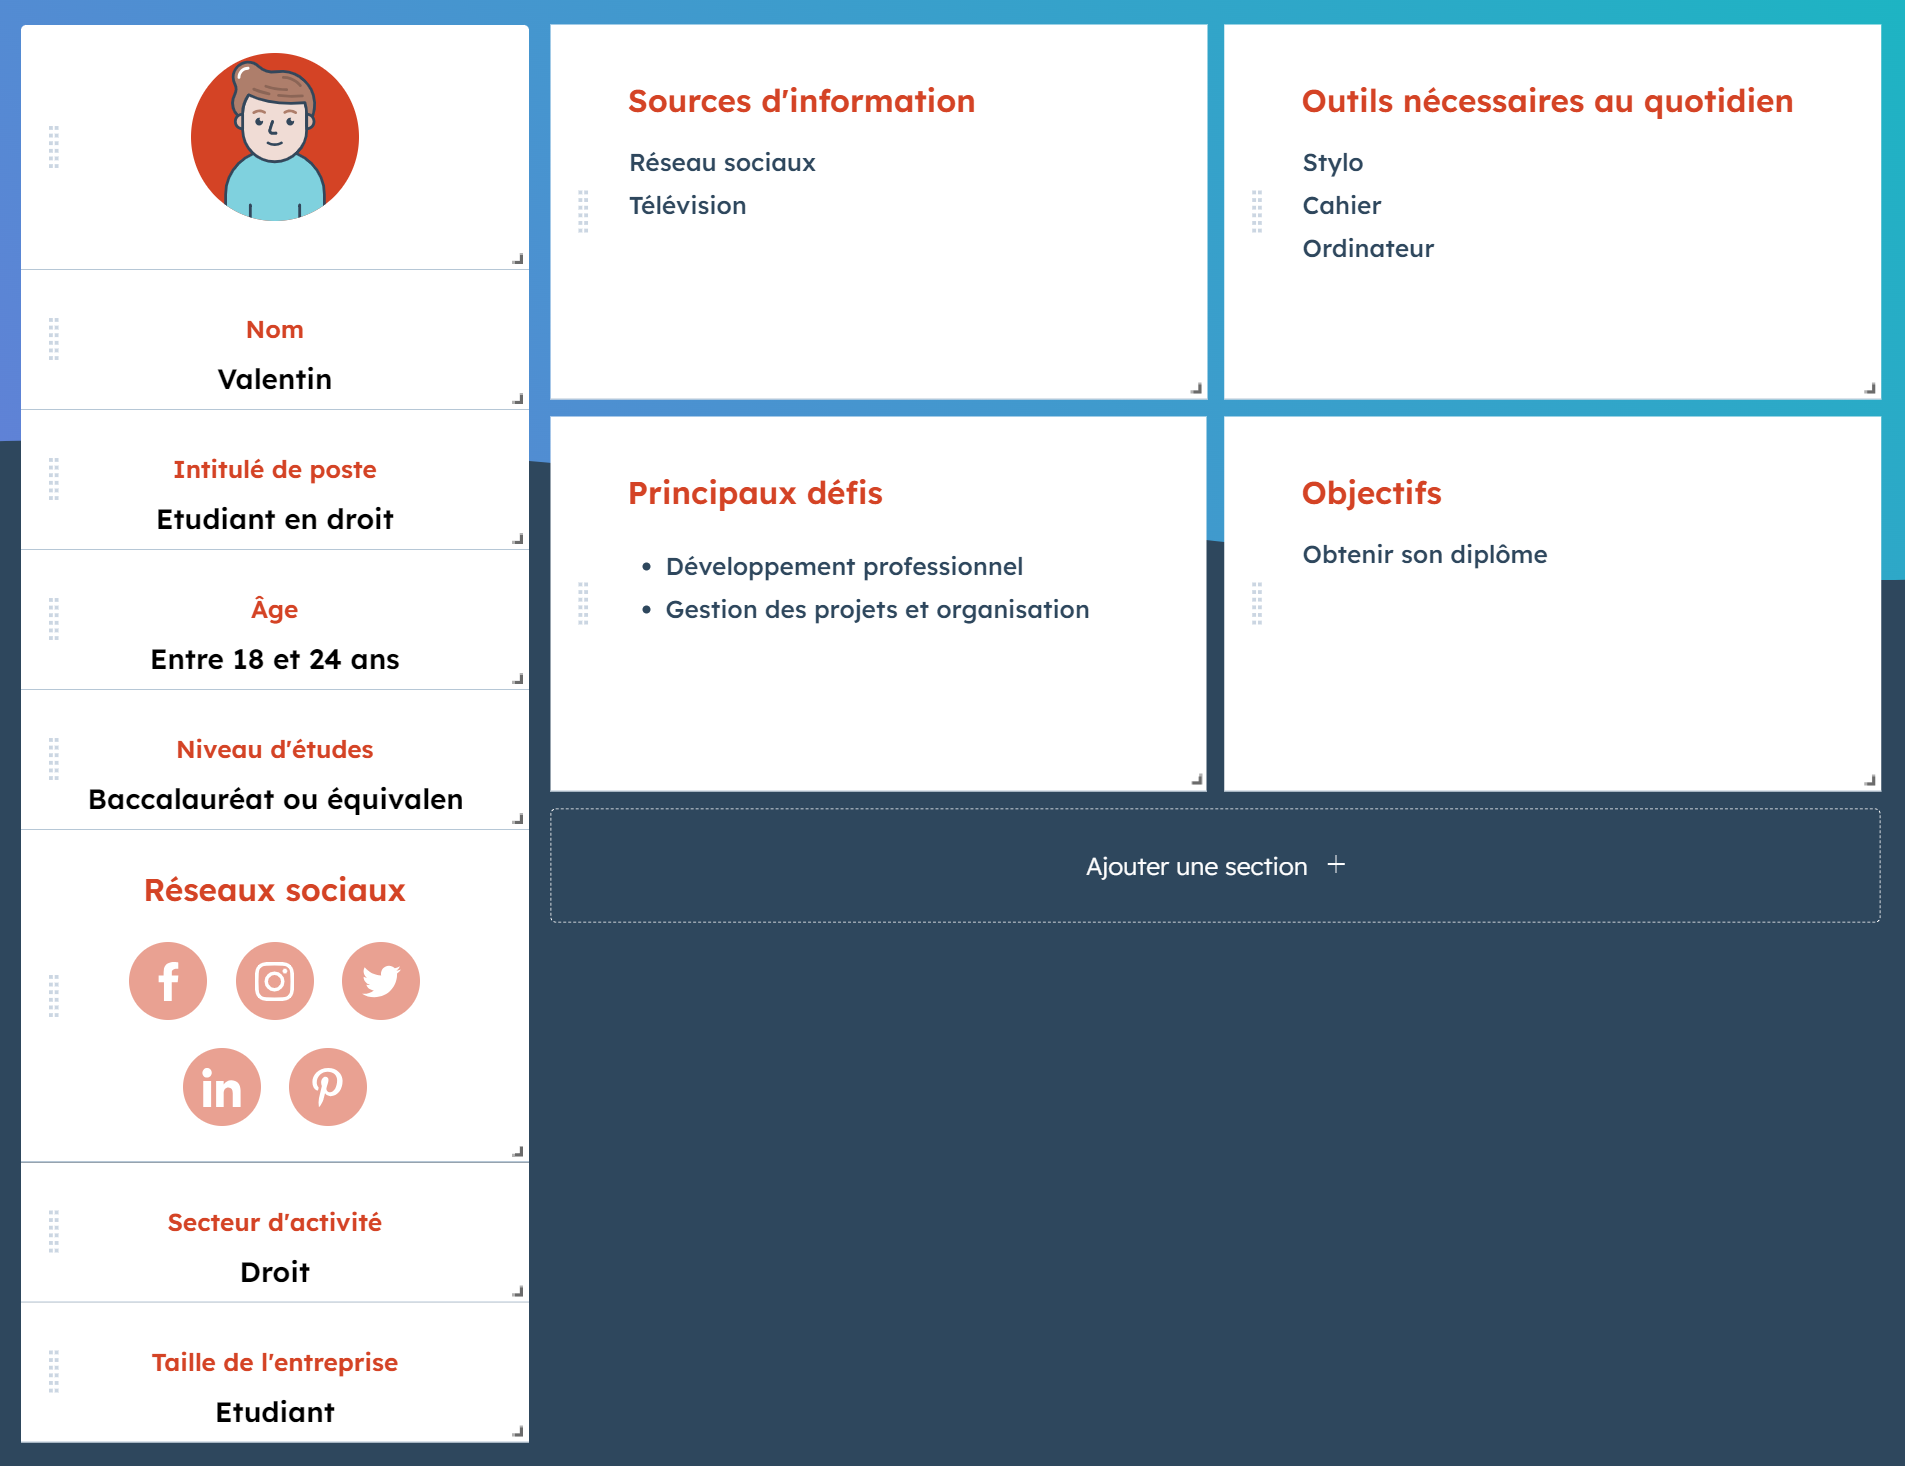 Nom
Valentin
Intitulé de poste
Etudiant en droit
Âge
Entre 18 et 24 ans
Niveau d'études
Baccalauréat ou équivalen
Réseaux sociaux
Secteur d'activité
Droit
Taille de l'entreprise
Etudiant
Sources d'information
Réseau sociaux
Télévision
Outils nécessaires au quotidien
Stylo
Cahier
Ordinateur
Principaux défis
• Développement professionnel
• Gestion des projets et organisation
Objectifs
Obtenir son diplôme
Ajouter une section +